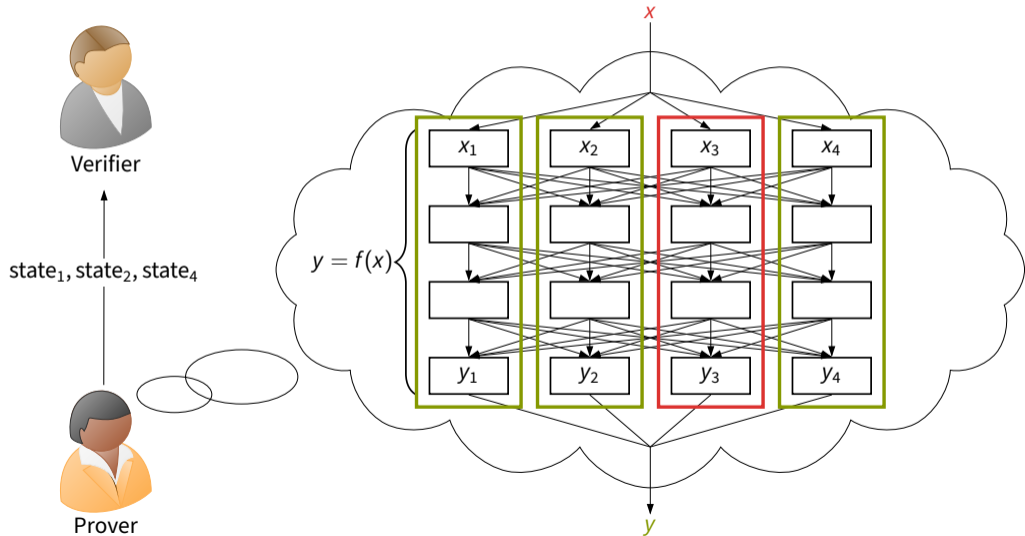 x
Verifier
x₁ x₂ x₃ x₄
y = f(x)
state₁, state₂, state₄
y₁ y₂ y₃ y₄
Prover
y